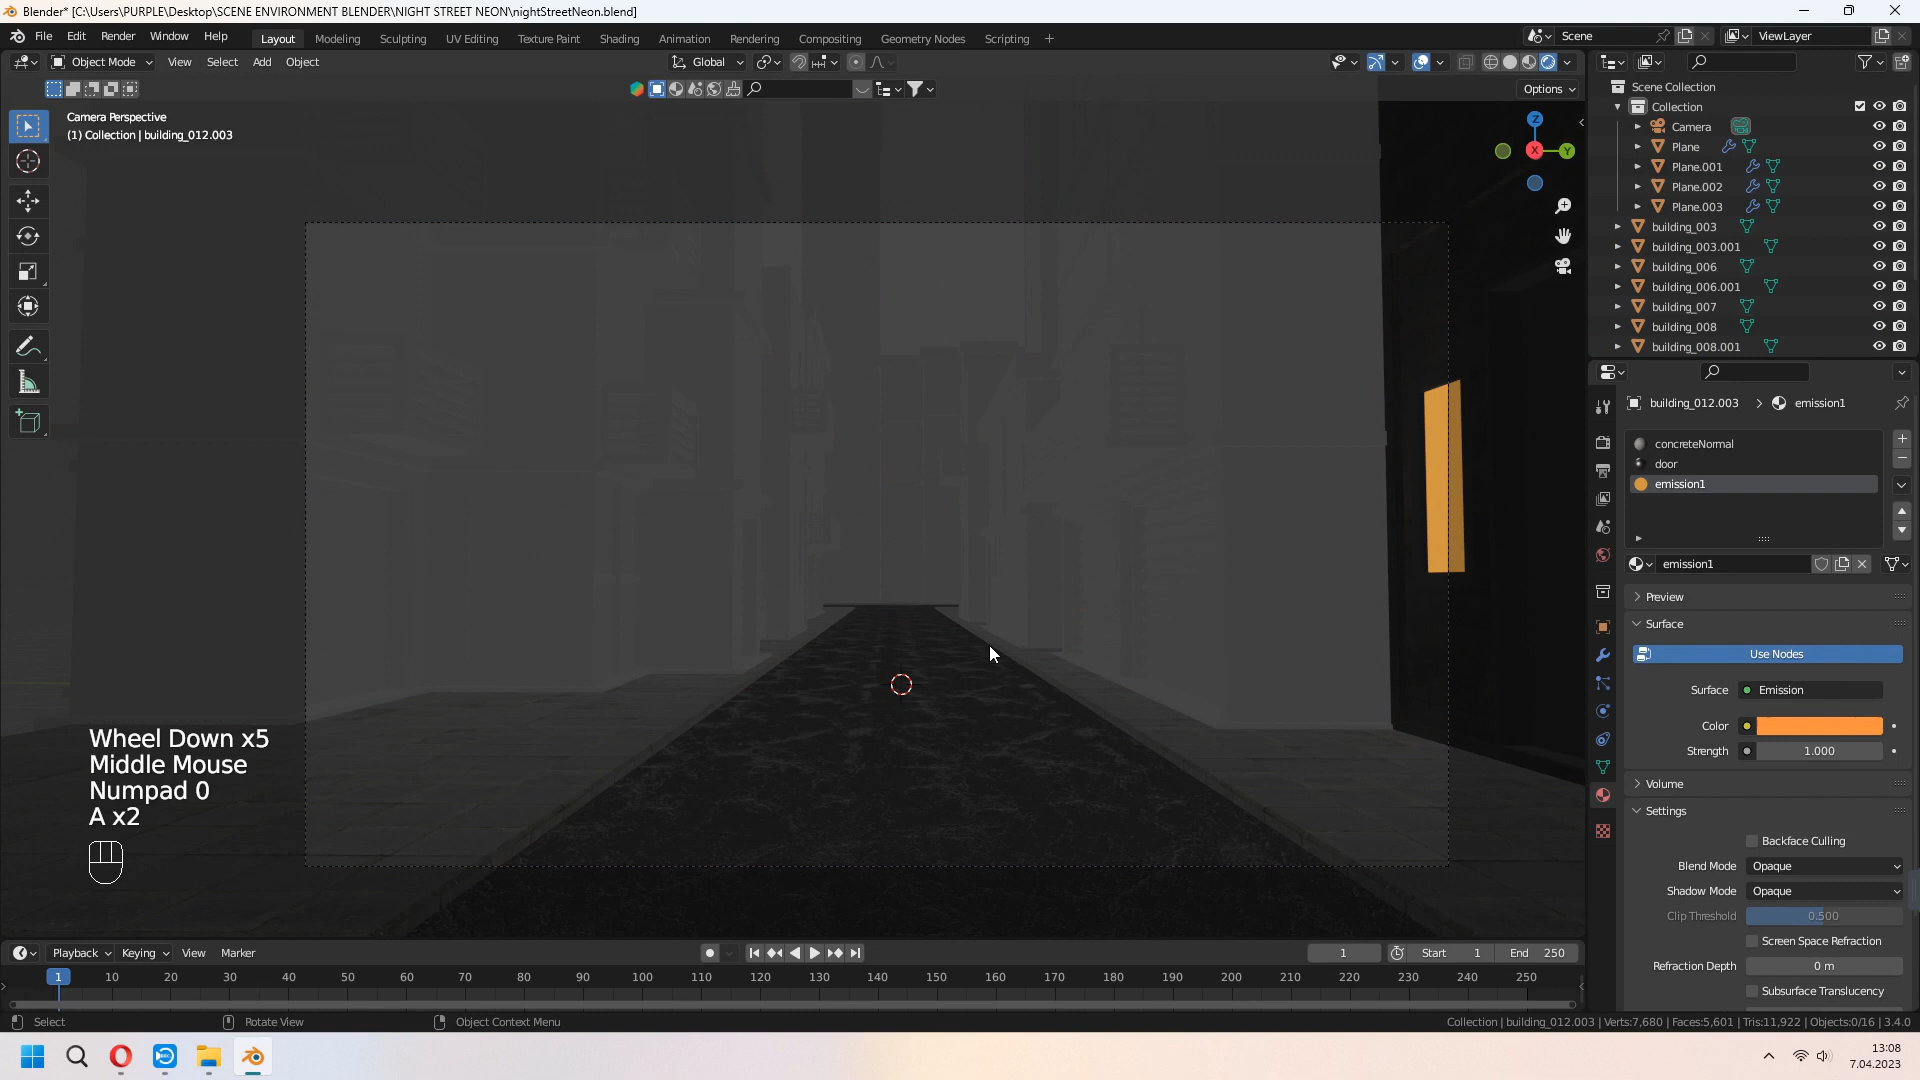 Blender* [C:\Users\PURPLE\Desktop\SCENE ENVIRONMENT BLENDER\NIGHT STREET NEON\nightStreetNeon.blend]
File Edit Render Window Help Layout Modeling Sculpting UV Editing Texture Paint Shading Animation Rendering Compositing Geometry Nodes Scripting + Scene ViewLayer
Object Mode View Select Add Object Global
Options
Camera Perspective
(1) Collection | building_012.003
Z
X
Y
Scene Collection
Collection
Camera
Plane
Plane.001
Plane.002
Plane.003
building_003
building_003.001
building_006
building_006.001
building_007
building_008
building_008.001
building_012.003 > emission1
concreteNormal
door
emission1
emission1
Preview
Surface
Use Nodes
Surface Emission
Color
Strength 1.000
Volume
Settings
Backface Culling
Blend Mode Opaque
Shadow Mode Opaque
Clip Threshold 0.500
Screen Space Refraction
Refraction Depth 0 m
Subsurface Translucency
Wheel Down x5
Middle Mouse
Numpad 0
A x2
Playback Keying View Marker 1 Start 1 End 250
1 10 20 30 40 50 60 70 80 90 100 110 120 130 140 150 160 170 180 190 200 210 220 230 240 250
Select Rotate View Object Context Menu Collection | building_012.003 | Verts:7,680 | Faces:5,601 | Tris:11,922 | Objects:0/16 | 3.4.0
13:08
7.04.2023